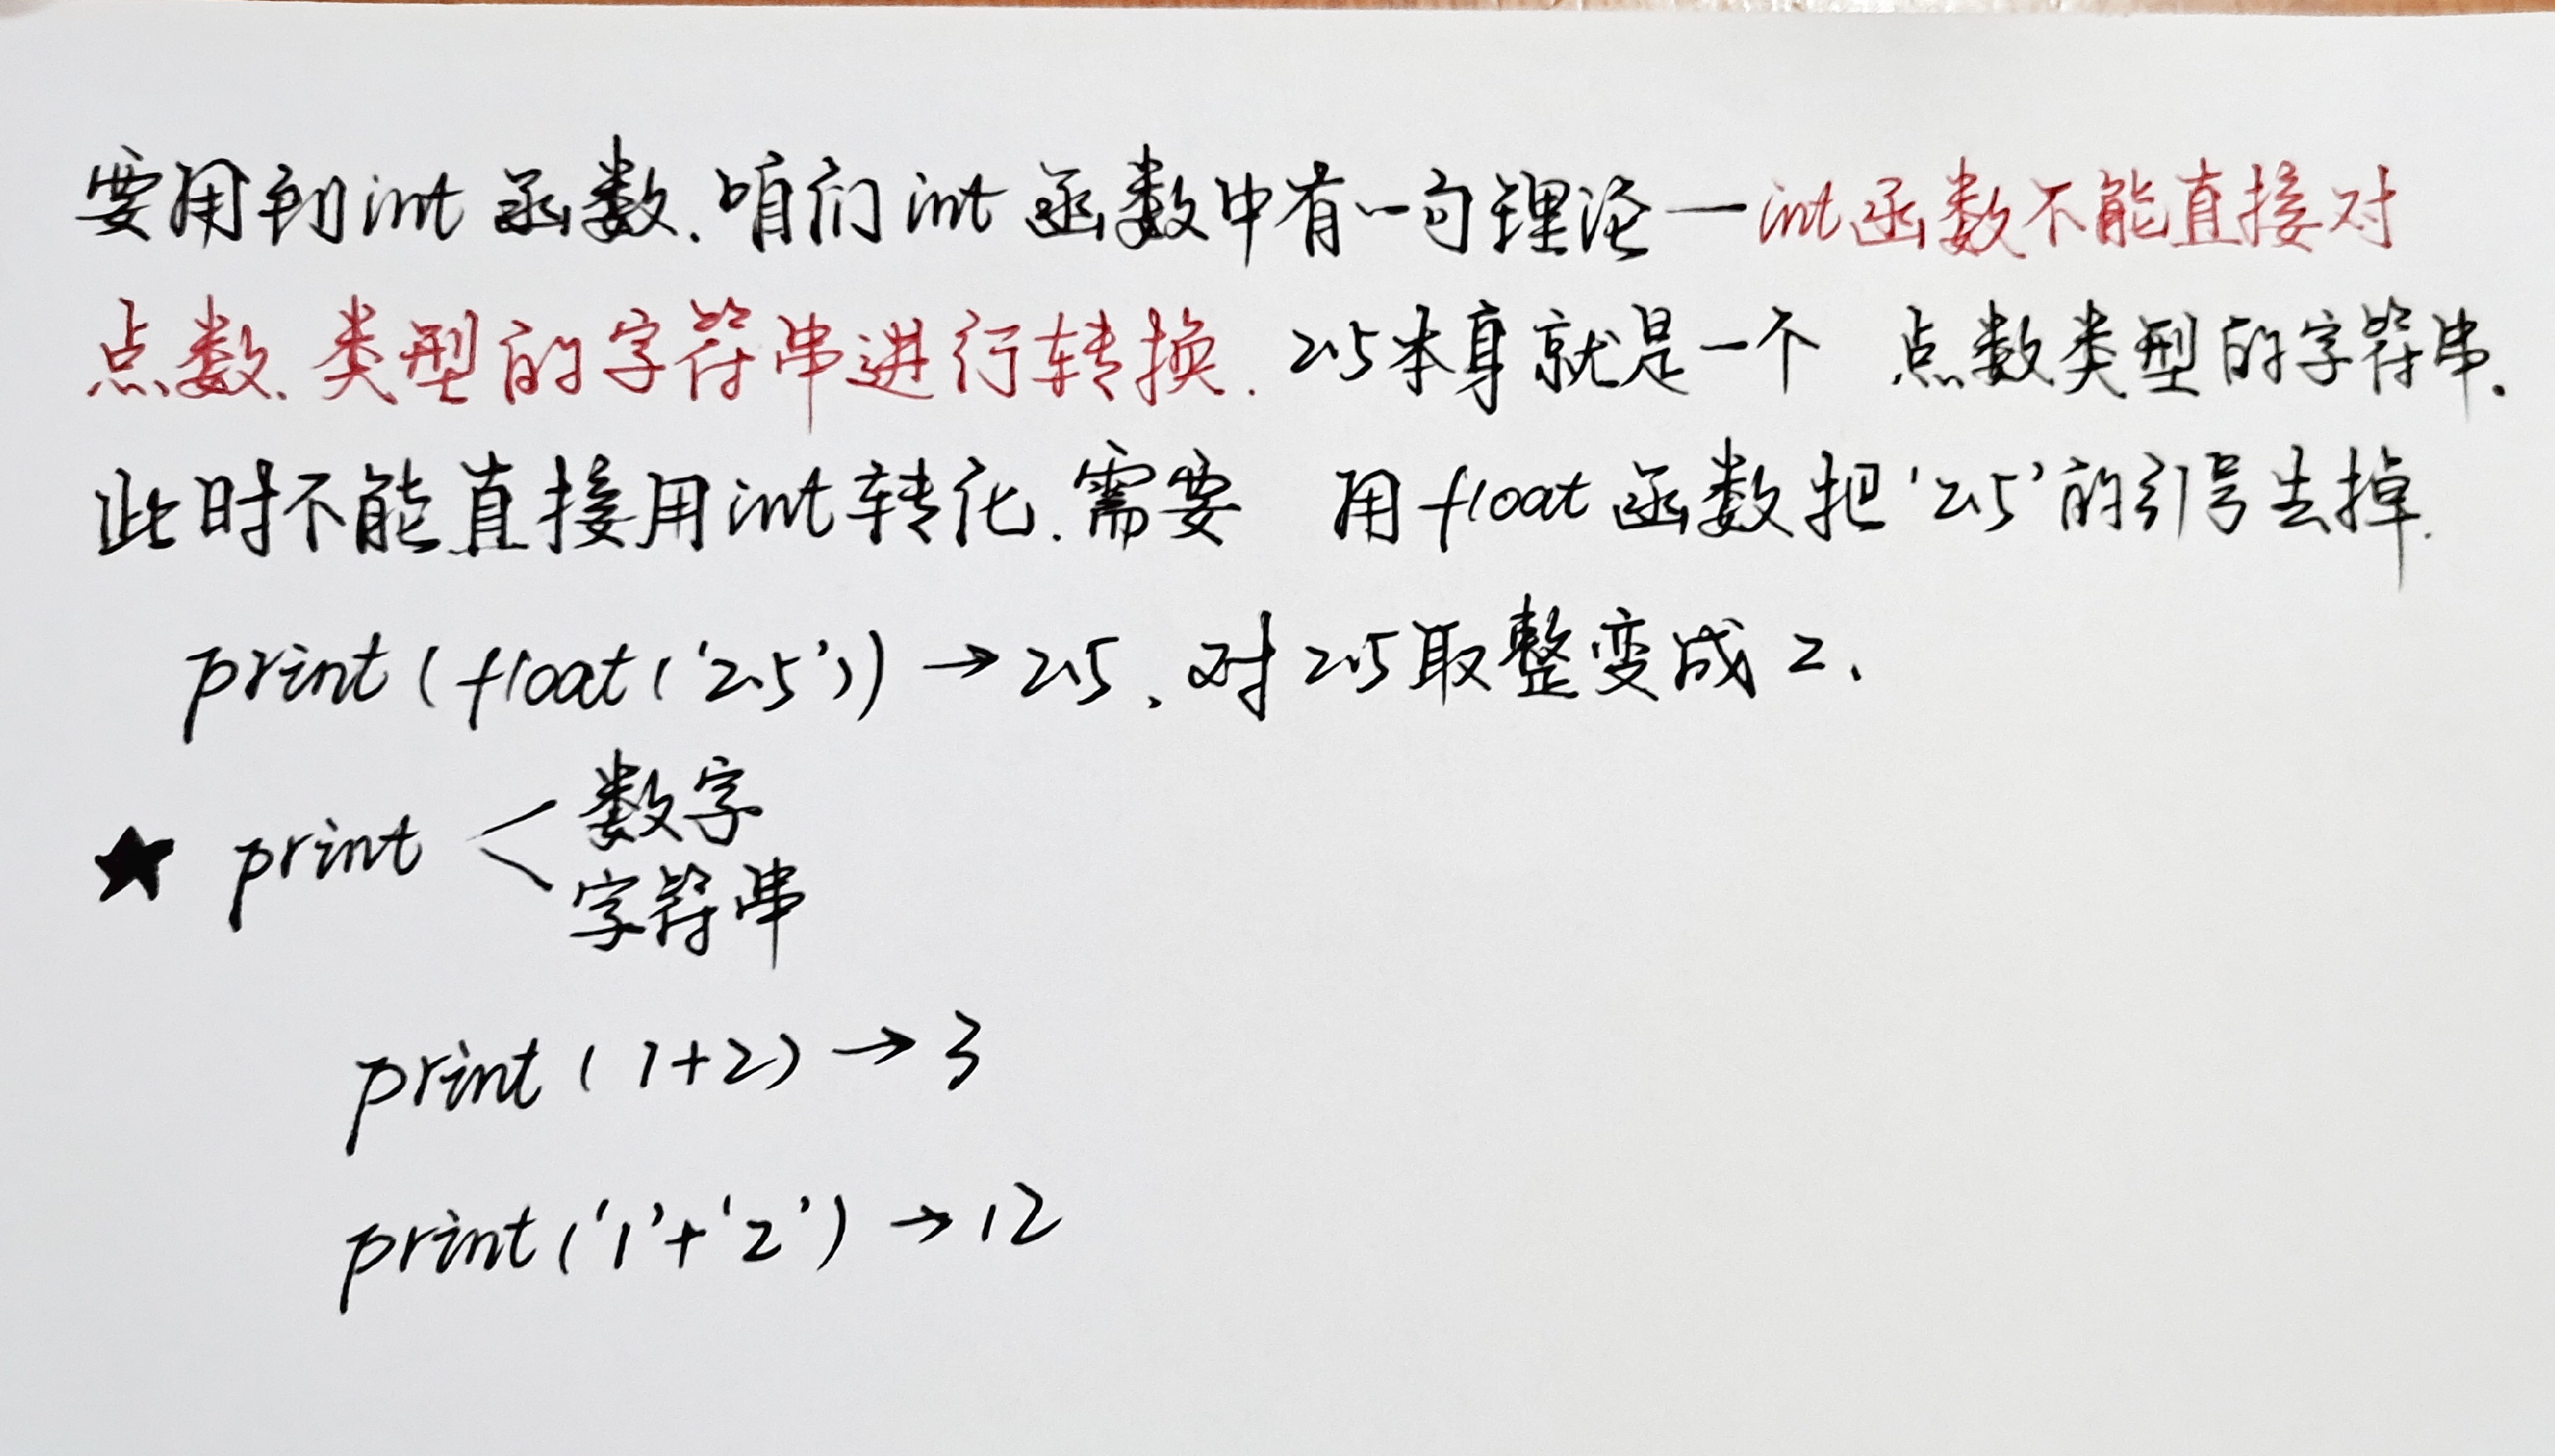 要用到int函数.咱们int函数中有一句理论—int函数不能直接对
点数.类型的字符串进行转换.2.5本身就是一个 点数类型的字符串.
此时不能直接用int转化.需要 用float函数把'2.5'的引号去掉.
print(float('2.5'))→2.5、对2.5取整变成2.
★ print<数字
字符串
print(1+2)→3
print('1'+'2')→12